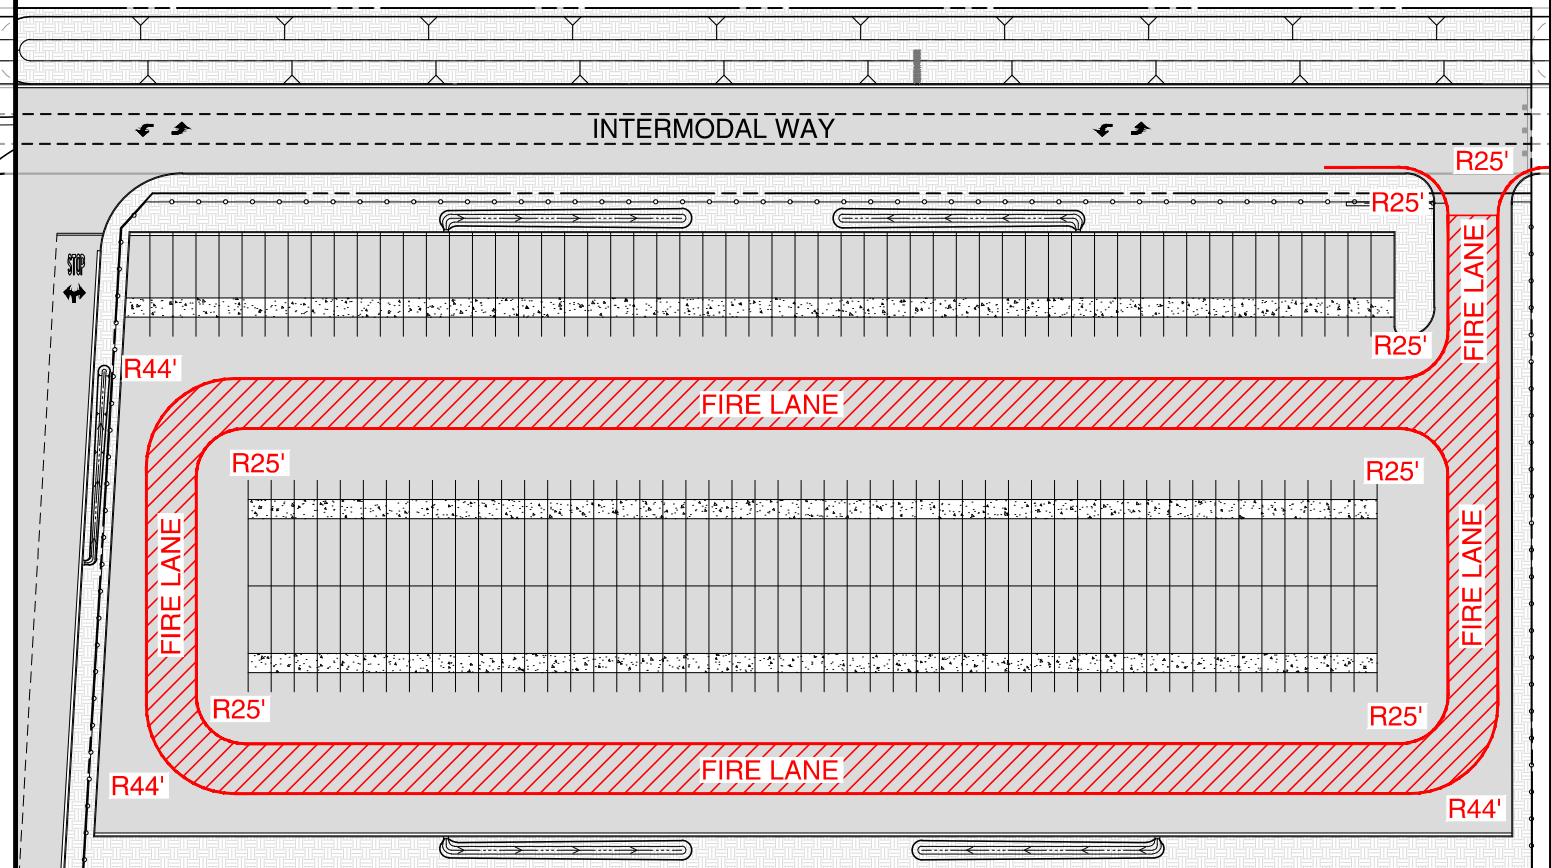 INTERMODAL WAY
R25'
R25'
STOP
FIRE LANE
R25'
R44'
FIRE LANE
R25'
R25'
FIRE LANE
FIRE LANE
R25'
R25'
FIRE LANE
R44'
R44'